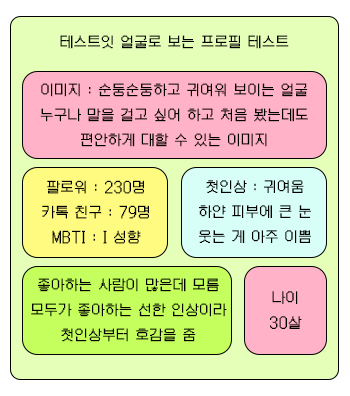 테스트잇 얼굴로 보는 프로필 테스트
이미지 : 순둥순둥하고 귀여워 보이는 얼굴
누구나 말을 걸고 싶어 하고 처음 봤는데도
편안하게 대할 수 있는 이미지
팔로워 : 230명
카톡 친구 : 79명
MBTI : I 성향
첫인상 : 귀여움
하얀 피부에 큰 눈
웃는 게 아주 이쁨
좋아하는 사람이 많은데 모름
모두가 좋아하는 선한 인상이라
첫인상부터 호감을 줌
나이
30살